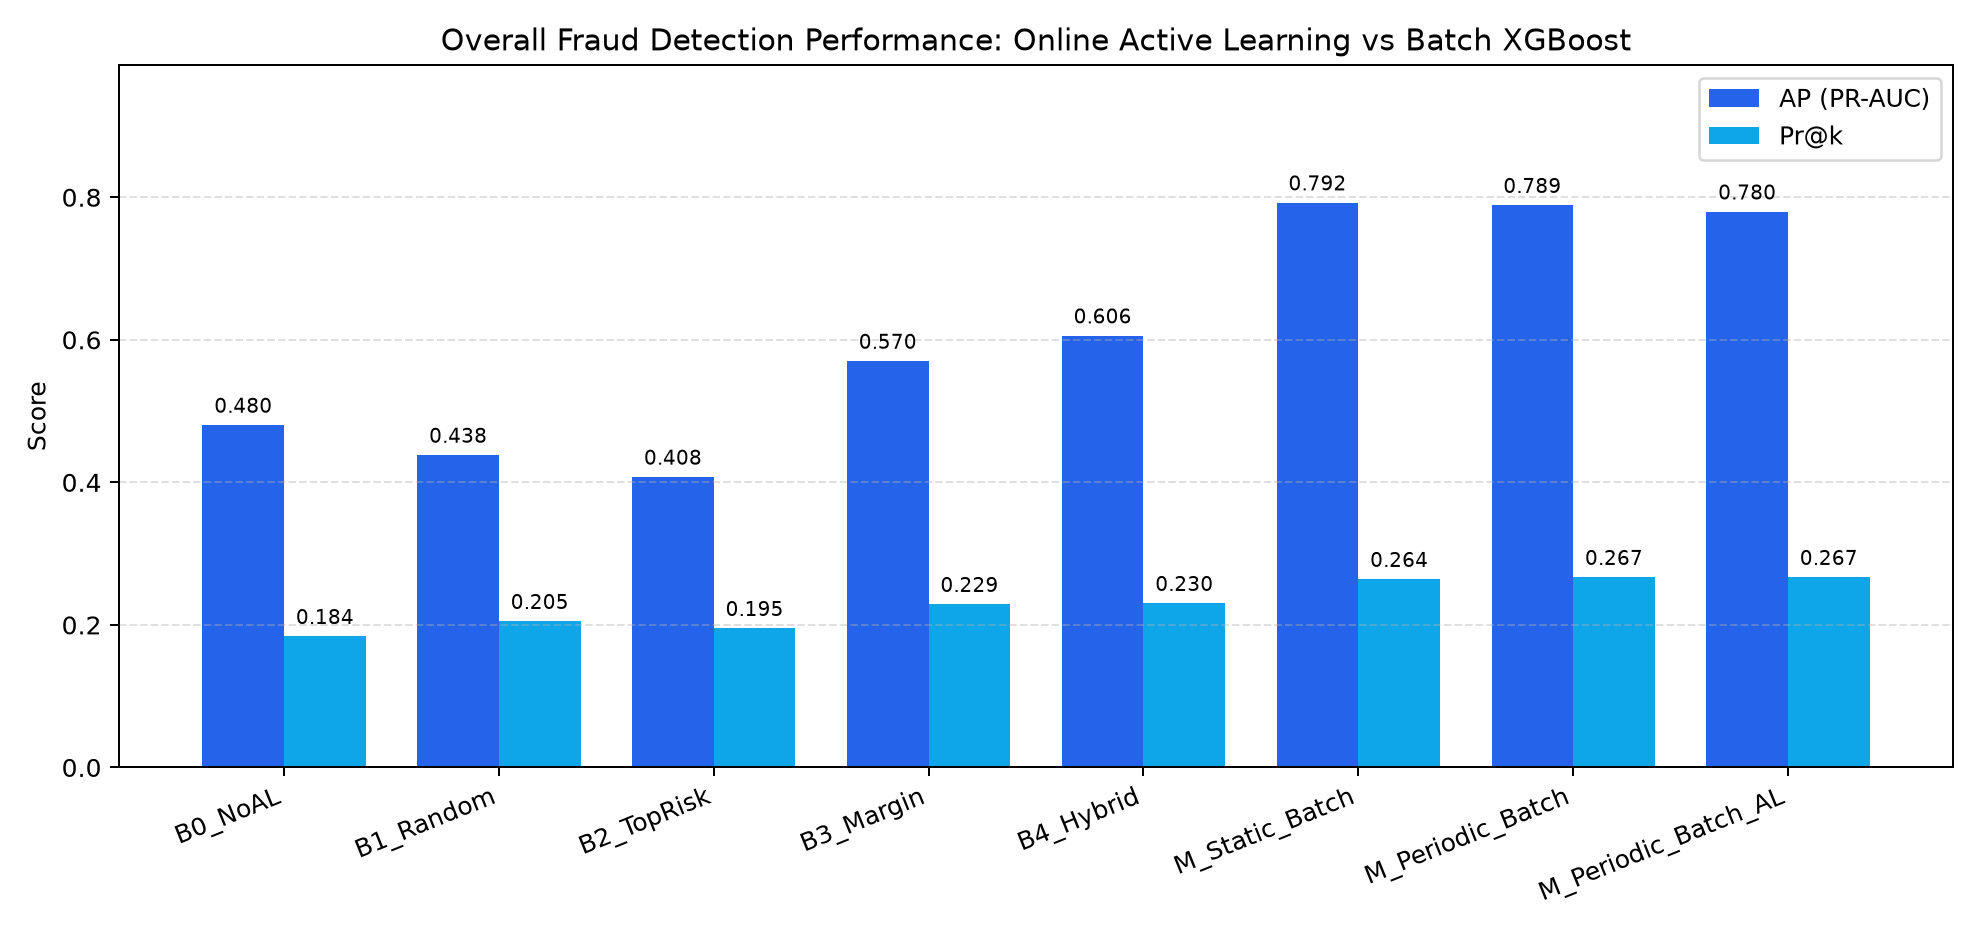 Overall Fraud Detection Performance: Online Active Learning vs Batch XGBoost
AP (PR-AUC)
Pr@k
Score
0.8
0.6
0.4
0.2
0.0
0.480
0.184
0.438
0.205
0.408
0.195
0.570
0.229
0.606
0.230
0.792
0.264
0.789
0.267
0.780
0.267
B0_NoAL
B1_Random
B2_TopRisk
B3_Margin
B4_Hybrid
M_Static_Batch
M_Periodic_Batch
M_Periodic_Batch_AL